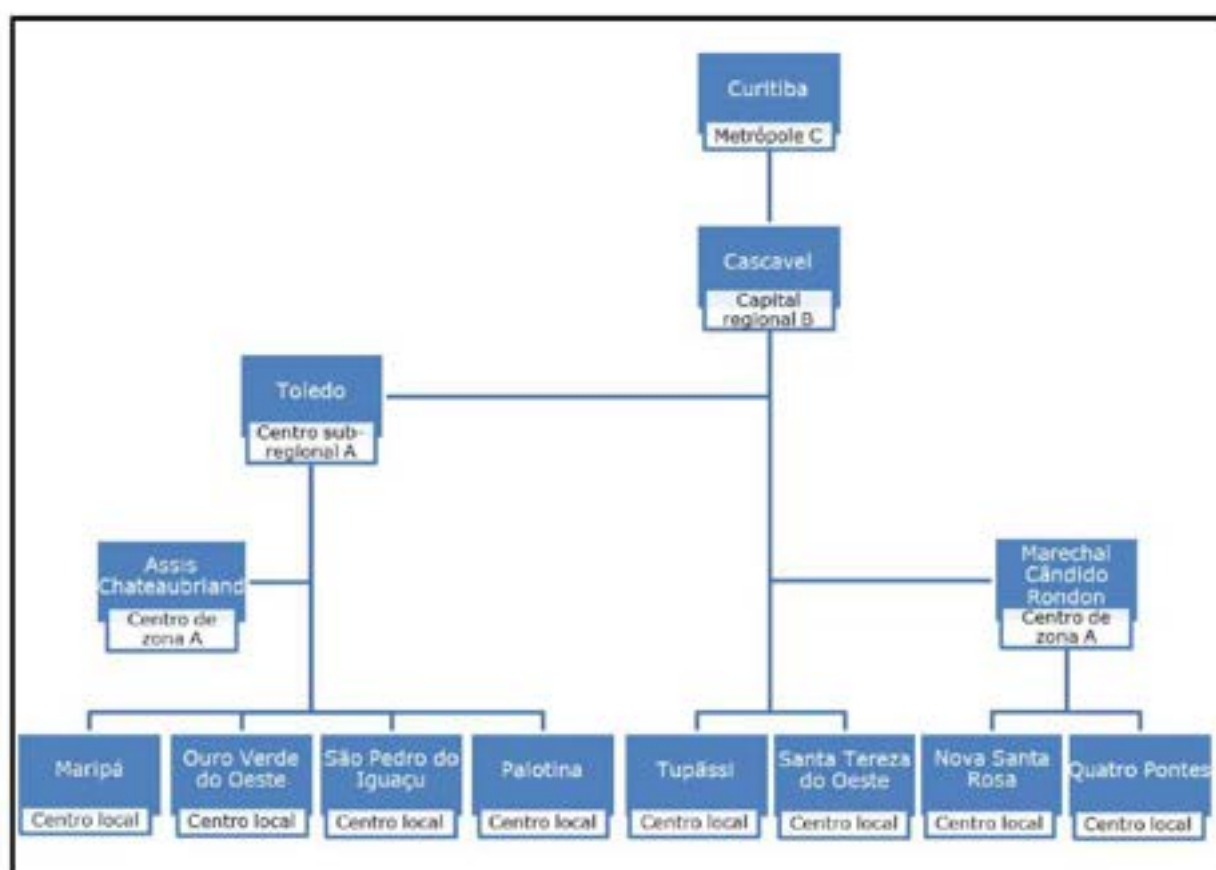 Curitiba
Metrópole C
Cascavel
Capital
regional B
Toledo
Centro sub-
regional A
Assis
Chateaubriand
Centro de
zona A
Marechal
Cândido
Rondon
Centro de
zona A
Maripá
Centro local
Ouro Verde
do Oeste
Centro local
São Pedro do
Iguaçu
Centro local
Palotina
Centro local
Tupãssi
Centro local
Santa Tereza
do Oeste
Centro local
Nova Santa
Rosa
Centro local
Quatro Pontes
Centro local